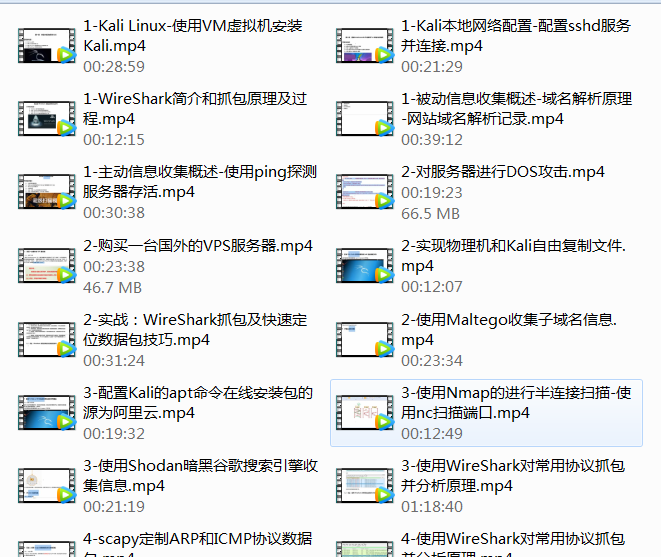 1-Kali Linux-使用VM虚拟机安装
Kali.mp4
00:28:59
1-Kali本地网络配置-配置sshd服务
并连接.mp4
00:21:29
1-WireShark简介和抓包原理及过
程.mp4
00:12:15
1-被动信息收集概述-域名解析原理
-网站域名解析记录.mp4
00:39:12
1-主动信息收集概述-使用ping探测
服务器存活.mp4
00:30:38
2-对服务器进行DOS攻击.mp4
00:19:23
66.5 MB
2-购买一台国外的VPS服务器.mp4
00:23:38
46.7 MB
2-实现物理机和Kali自由复制文件.
mp4
00:12:07
2-实战：WireShark抓包及快速定
位数据包技巧.mp4
00:31:24
2-使用Maltego收集子域名信息.
mp4
00:23:34
3-配置Kali的apt命令在线安装包的
源为阿里云.mp4
00:19:32
3-使用Nmap的进行半连接扫描-使
用nc扫描端口.mp4
00:12:49
3-使用Shodan暗黑谷歌搜索引擎收
集信息.mp4
00:21:19
3-使用WireShark对常用协议抓包
并分析原理.mp4
01:18:40
4-scapy定制ARP和ICMP协议数据
包.mp4
4-使用WireShark对常用协议抓包
并分析原理.mp4